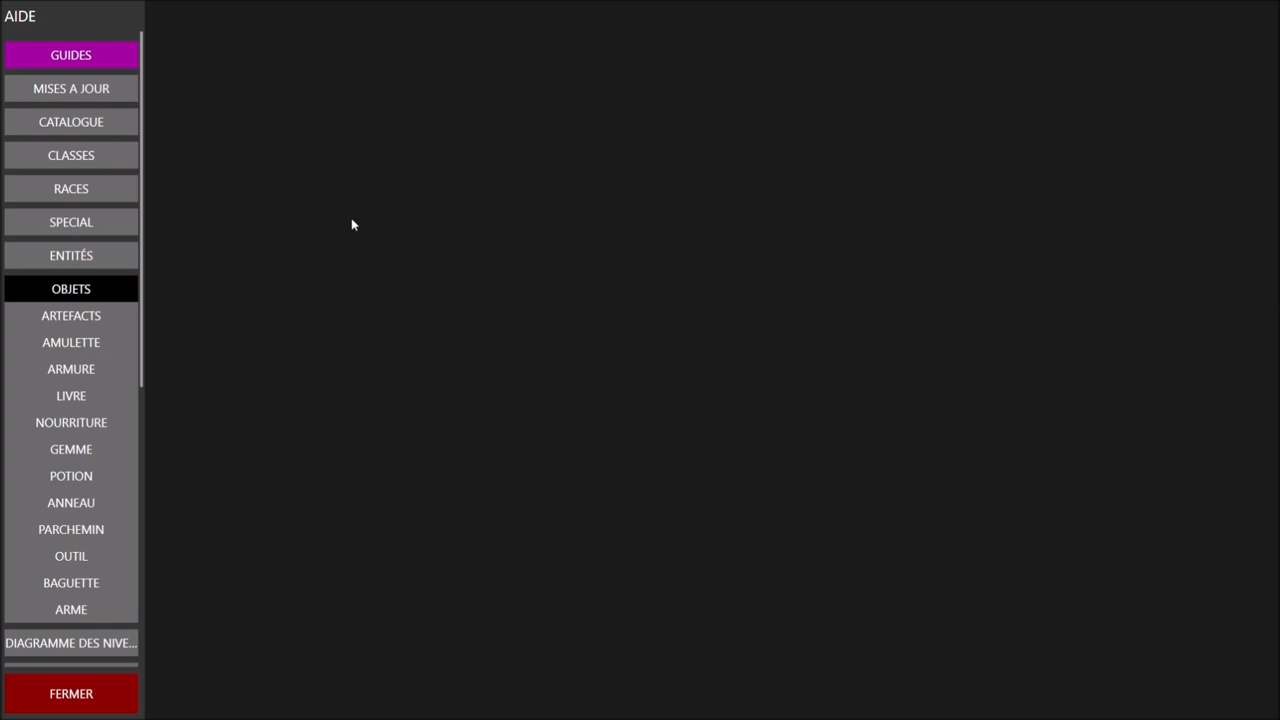 AIDE
GUIDES
MISES A JOUR
CATALOGUE
CLASSES
RACES
SPECIAL
ENTITÉS
OBJETS
ARTEFACTS
AMULETTE
ARMURE
LIVRE
NOURRITURE
GEMME
POTION
ANNEAU
PARCHEMIN
OUTIL
BAGUETTE
ARME
DIAGRAMME DES NIVE...
FERMER